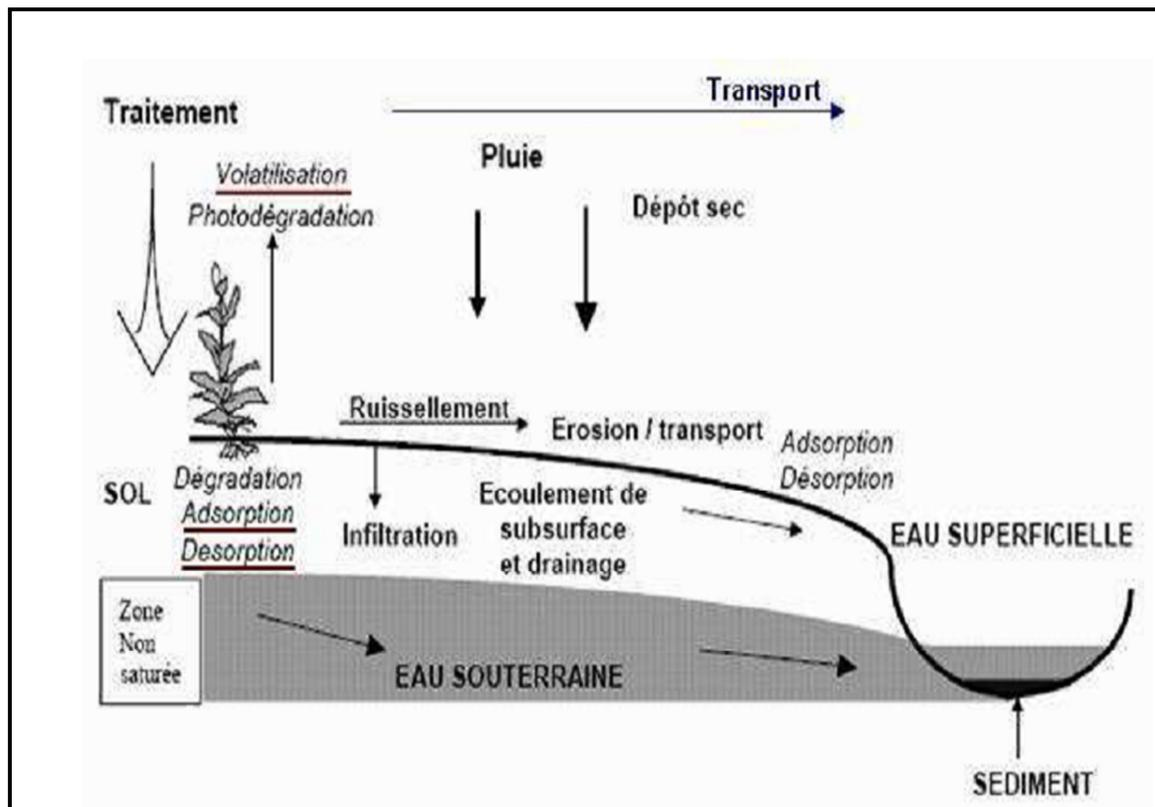 Transport
Traitement
Pluie
Volatilisation
Photodégradation
Dépôt sec
Ruissellement
Erosion / transport
Adsorption
Désorption
SOL
Dégradation
Adsorption
Desorption
Infiltration
Ecoulement de
subsurface
et drainage
EAU SUPERFICIELLE
Zone
Non
saturée
EAU SOUTERRAINE
SEDIMENT